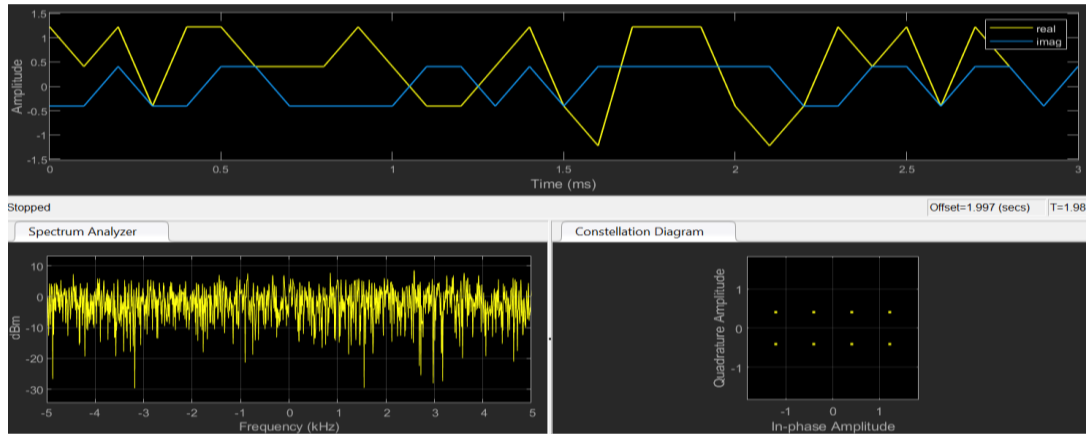 1.5
1
0.5
0
-0.5
-1
-1.5
Amplitude
real
imag
0 0.5 1 1.5 2 2.5 3
Time (ms)
Stopped Offset=1.997 (secs) T=1.98
Spectrum Analyzer
10
0
-10
-20
-30
dBm
-5 -4 -3 -2 -1 0 1 2 3 4 5
Frequency (kHz)
Constellation Diagram
1
0
-1
Quadrature Amplitude
-1 0 1
In-phase Amplitude